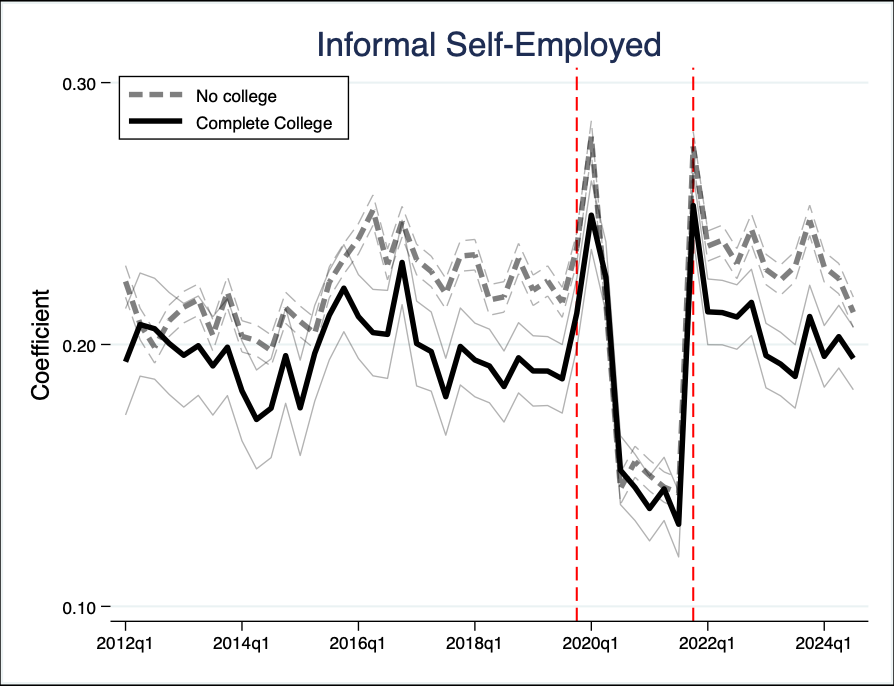 Informal Self-Employed
0.30
No college
Complete College
0.20
Coefficient
0.10
2012q1 2014q1 2016q1 2018q1 2020q1 2022q1 2024q1